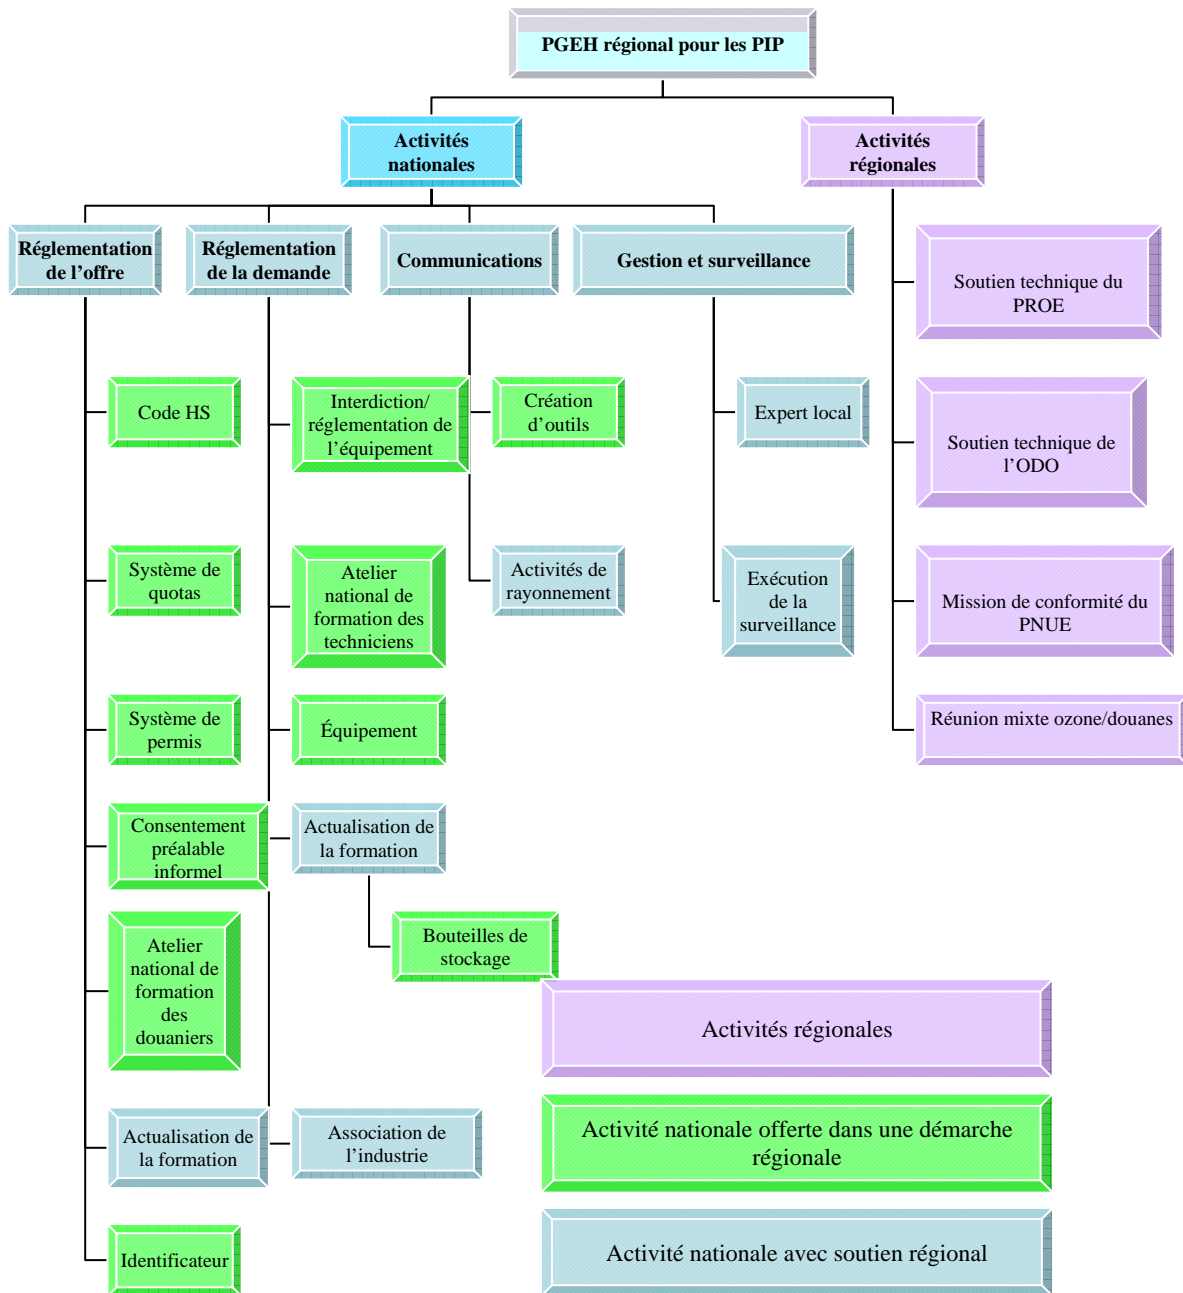 PGEH régional pour les PIP
Activités
nationales
Activités
régionales
Réglementation
de l’offre
Réglementation
de la demande
Communications
Gestion et surveillance
Soutien technique du
PROE
Code HS
Interdiction/
réglementation de
l’équipement
Création
d’outils
Expert local
Soutien technique de
l’ODO
Système de
quotas
Atelier
national de
formation des
techniciens
Activités de
rayonnement
Exécution
de la
surveillance
Mission de conformité du
PNUE
Système de
permis
Équipement
Réunion mixte ozone/douanes
Consentement
préalable
informel
Actualisation de
la formation
Atelier
national de
formation
des
douaniers
Bouteilles de
stockage
Activités régionales
Actualisation de
la formation
Association de
l’industrie
Activité nationale offerte dans une démarche
régionale
Identificateur
Activité nationale avec soutien régional